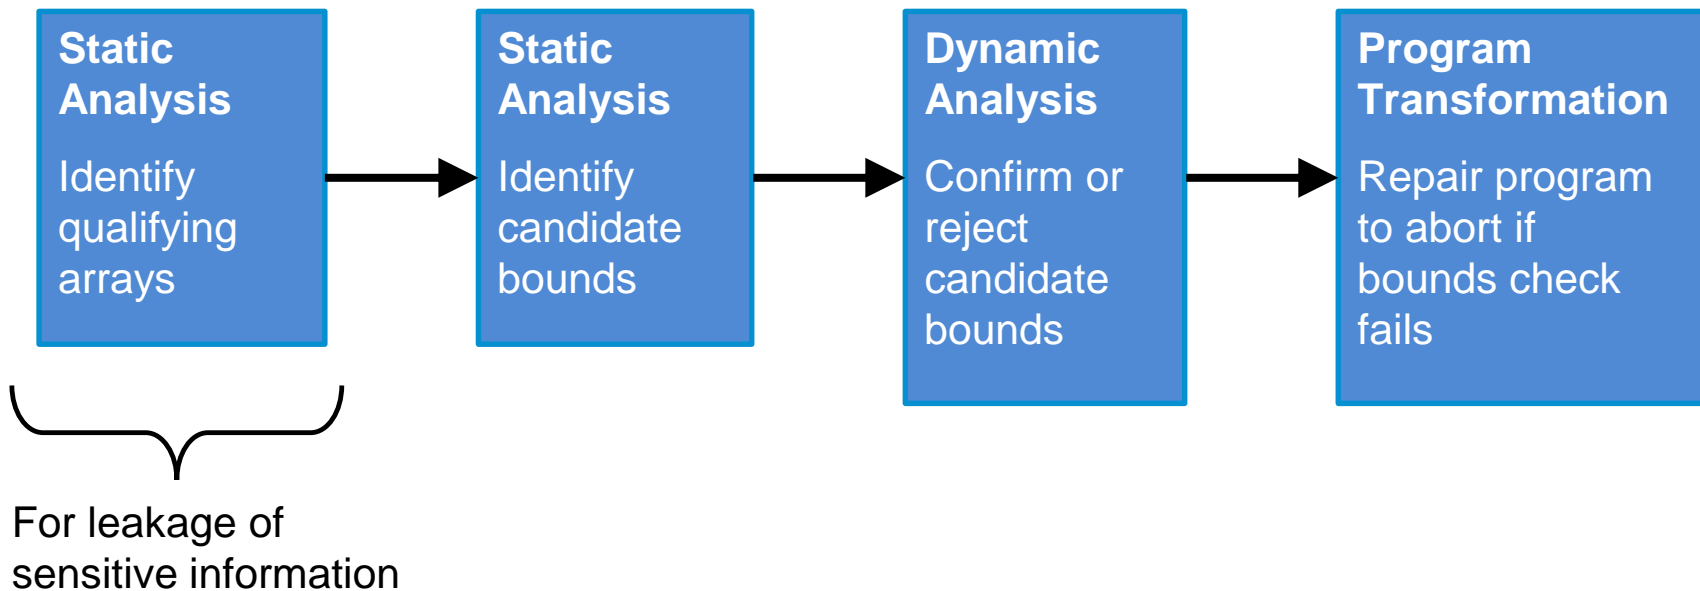 Static
Analysis
Identify
qualifying
arrays
Static
Analysis
Identify
candidate
bounds
Dynamic
Analysis
Confirm or
reject
candidate
bounds
Program
Transformation
Repair program
to abort if
bounds check
fails
For leakage of
sensitive information